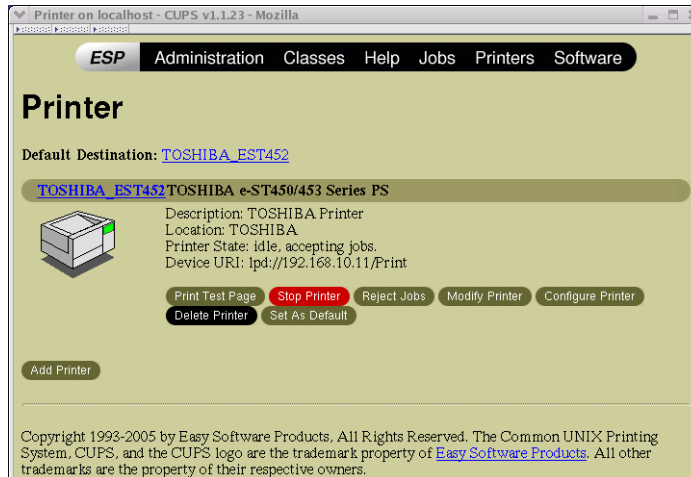 Printer on localhost - CUPS v1.1.23 - Mozilla
ESP Administration Classes Help Jobs Printers Software
Printer
Default Destination: TOSHIBA_EST452
TOSHIBA_EST452 TOSHIBA e-ST450/453 Series PS
Description: TOSHIBA Printer
Location: TOSHIBA
Printer State: idle, accepting jobs.
Device URI: lpd://192.168.10.11/Print
Print Test Page Stop Printer Reject Jobs Modify Printer Configure Printer
Delete Printer Set As Default
Add Printer
Copyright 1993-2005 by Easy Software Products, All Rights Reserved. The Common UNIX Printing
System, CUPS, and the CUPS logo are the trademark property of Easy Software Products. All other
trademarks are the property of their respective owners.